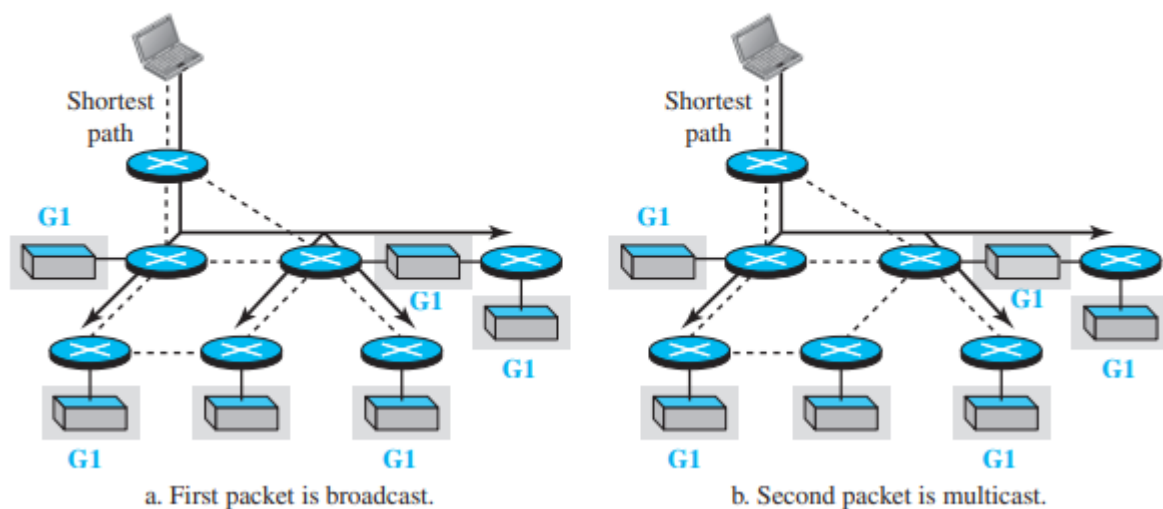 Shortest
path
G1
G1
G1
G1
G1
a. First packet is broadcast.
Shortest
path
G1
G1
G1
G1
G1
b. Second packet is multicast.